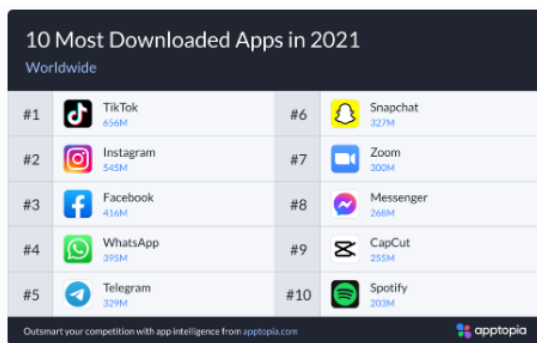 10 Most Downloaded Apps in 2021
Worldwide
#1
TikTok
656M
#2
Instagram
545M
#3
Facebook
416M
#4
WhatsApp
395M
#5
Telegram
329M
#6
Snapchat
327M
#7
Zoom
300M
#8
Messenger
268M
#9
CapCut
255M
#10
Spotify
203M
Outsmart your competition with app intelligence from apptopia.com
apptopia